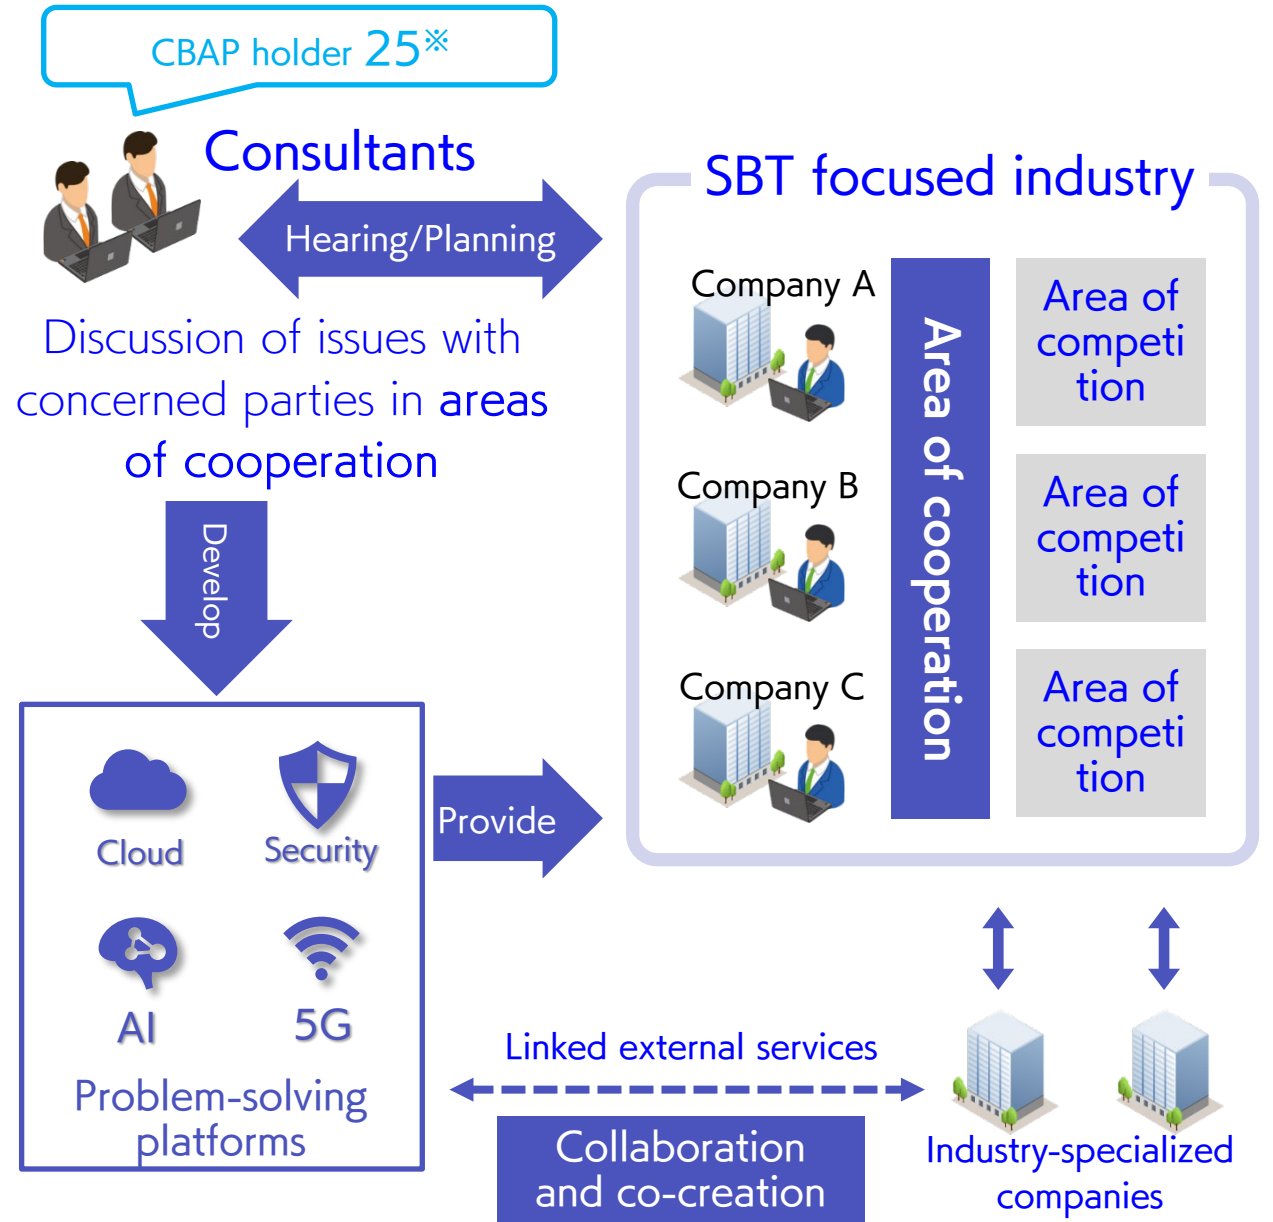 CBAP holder 25※
Consultants
Hearing/Planning
Discussion of issues with
concerned parties in areas
of cooperation
Develop
Cloud
Security
AI
5G
Problem-solving
platforms
Provide
SBT focused industry
Company A
Company B
Company C
Area of cooperation
Area of
competi
tion
Area of
competi
tion
Area of
competi
tion
Linked external services
Collaboration
and co-creation
Industry-specialized
companies